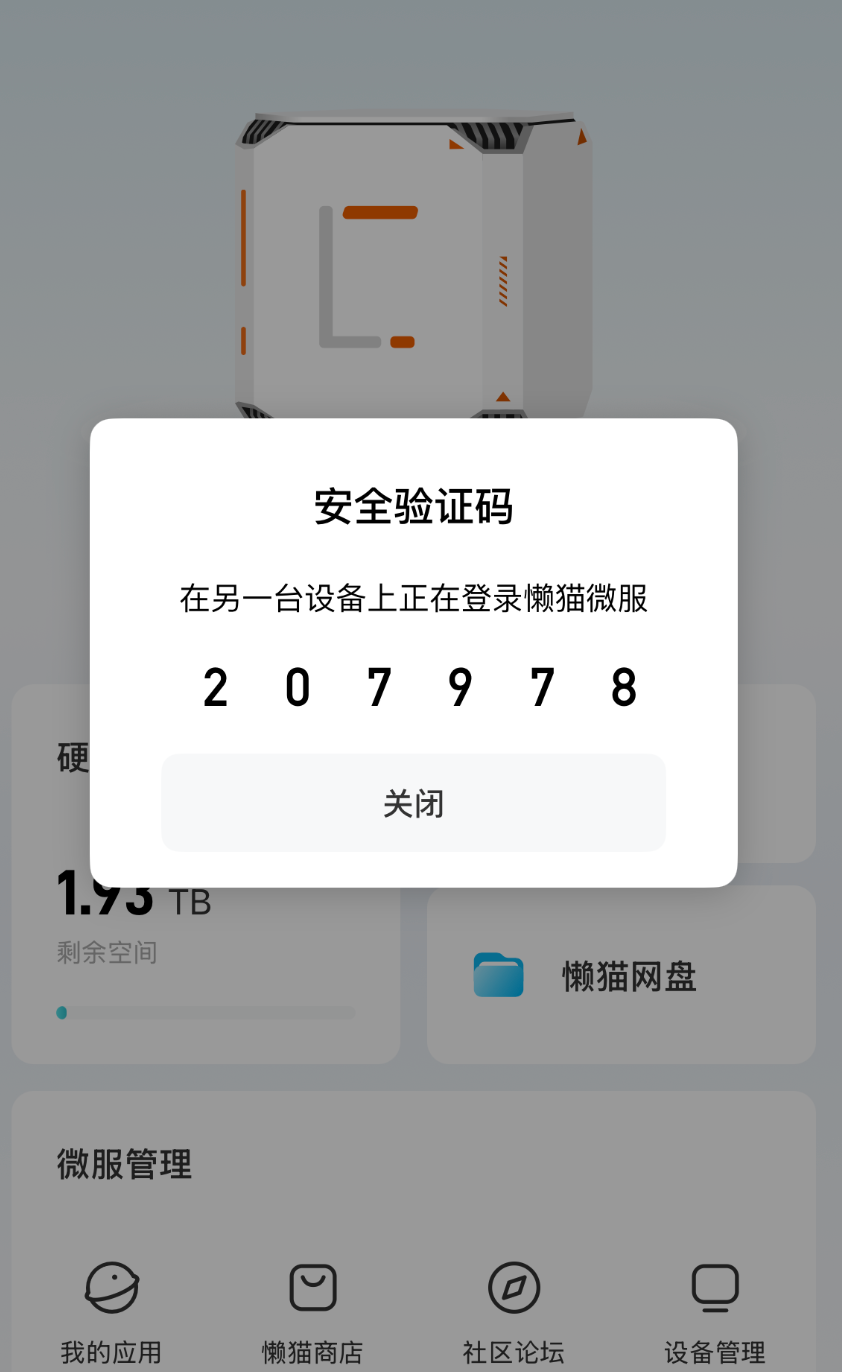 安全验证码
在另一台设备上正在登录懒猫微服
2 0 7 9 7 8
关闭
硬
1.93 TB
剩余空间
懒猫网盘
微服管理
我的应用
懒猫商店
社区论坛
设备管理